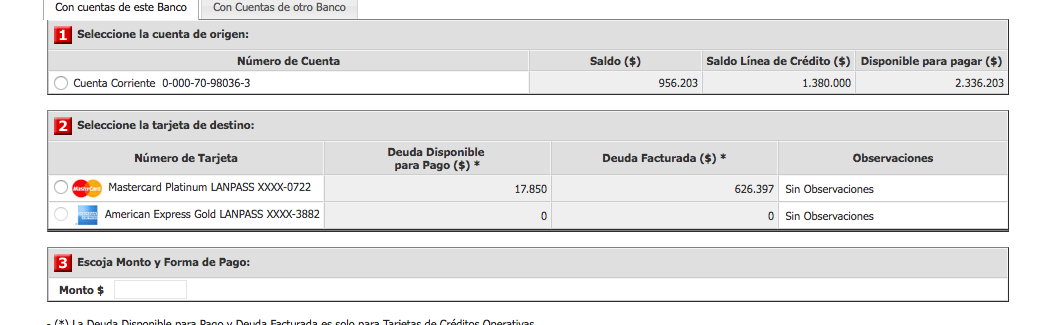 Con cuentas de este Banco Con Cuentas de otro Banco
1 Seleccione la cuenta de origen:
Número de Cuenta Saldo ($) Saldo Línea de Crédito ($) Disponible para pagar ($)
Cuenta Corriente 0-000-70-98036-3 956.203 1.380.000 2.336.203
2 Seleccione la tarjeta de destino:
Número de Tarjeta Deuda Disponible para Pago ($) * Deuda Facturada ($) * Observaciones
MasterCard Mastercard Platinum LANPASS XXXX-0722 17.850 626.397 Sin Observaciones
American Express Gold LANPASS XXXX-3882 0 0 Sin Observaciones
3 Escoja Monto y Forma de Pago:
Monto $
- (*) La Deuda Disponible para Pago y Deuda Facturada es solo para Tarjetas de Créditos Operativas